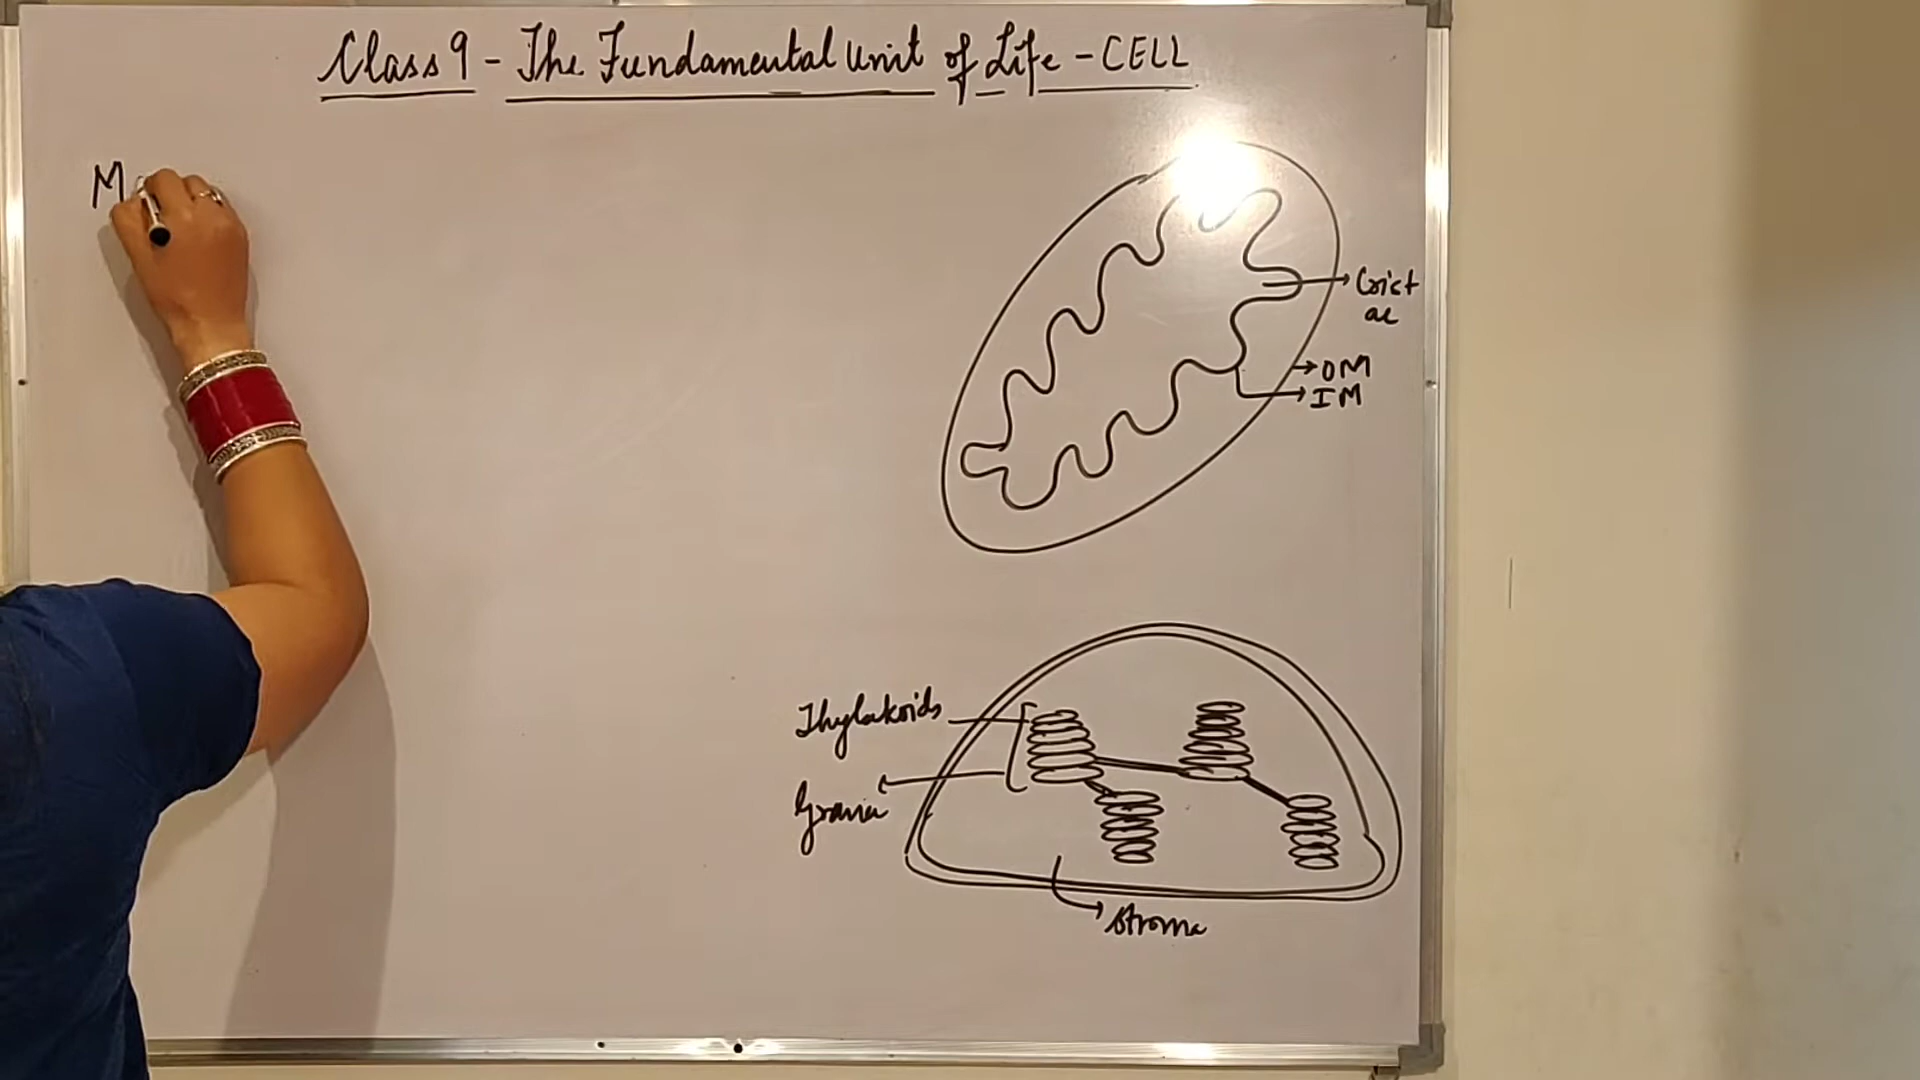 Class 9 - The Fundamental Unit of Life - CELL
M
Crist
ae
OM
IM
Thylakoids
Grana
Stroma